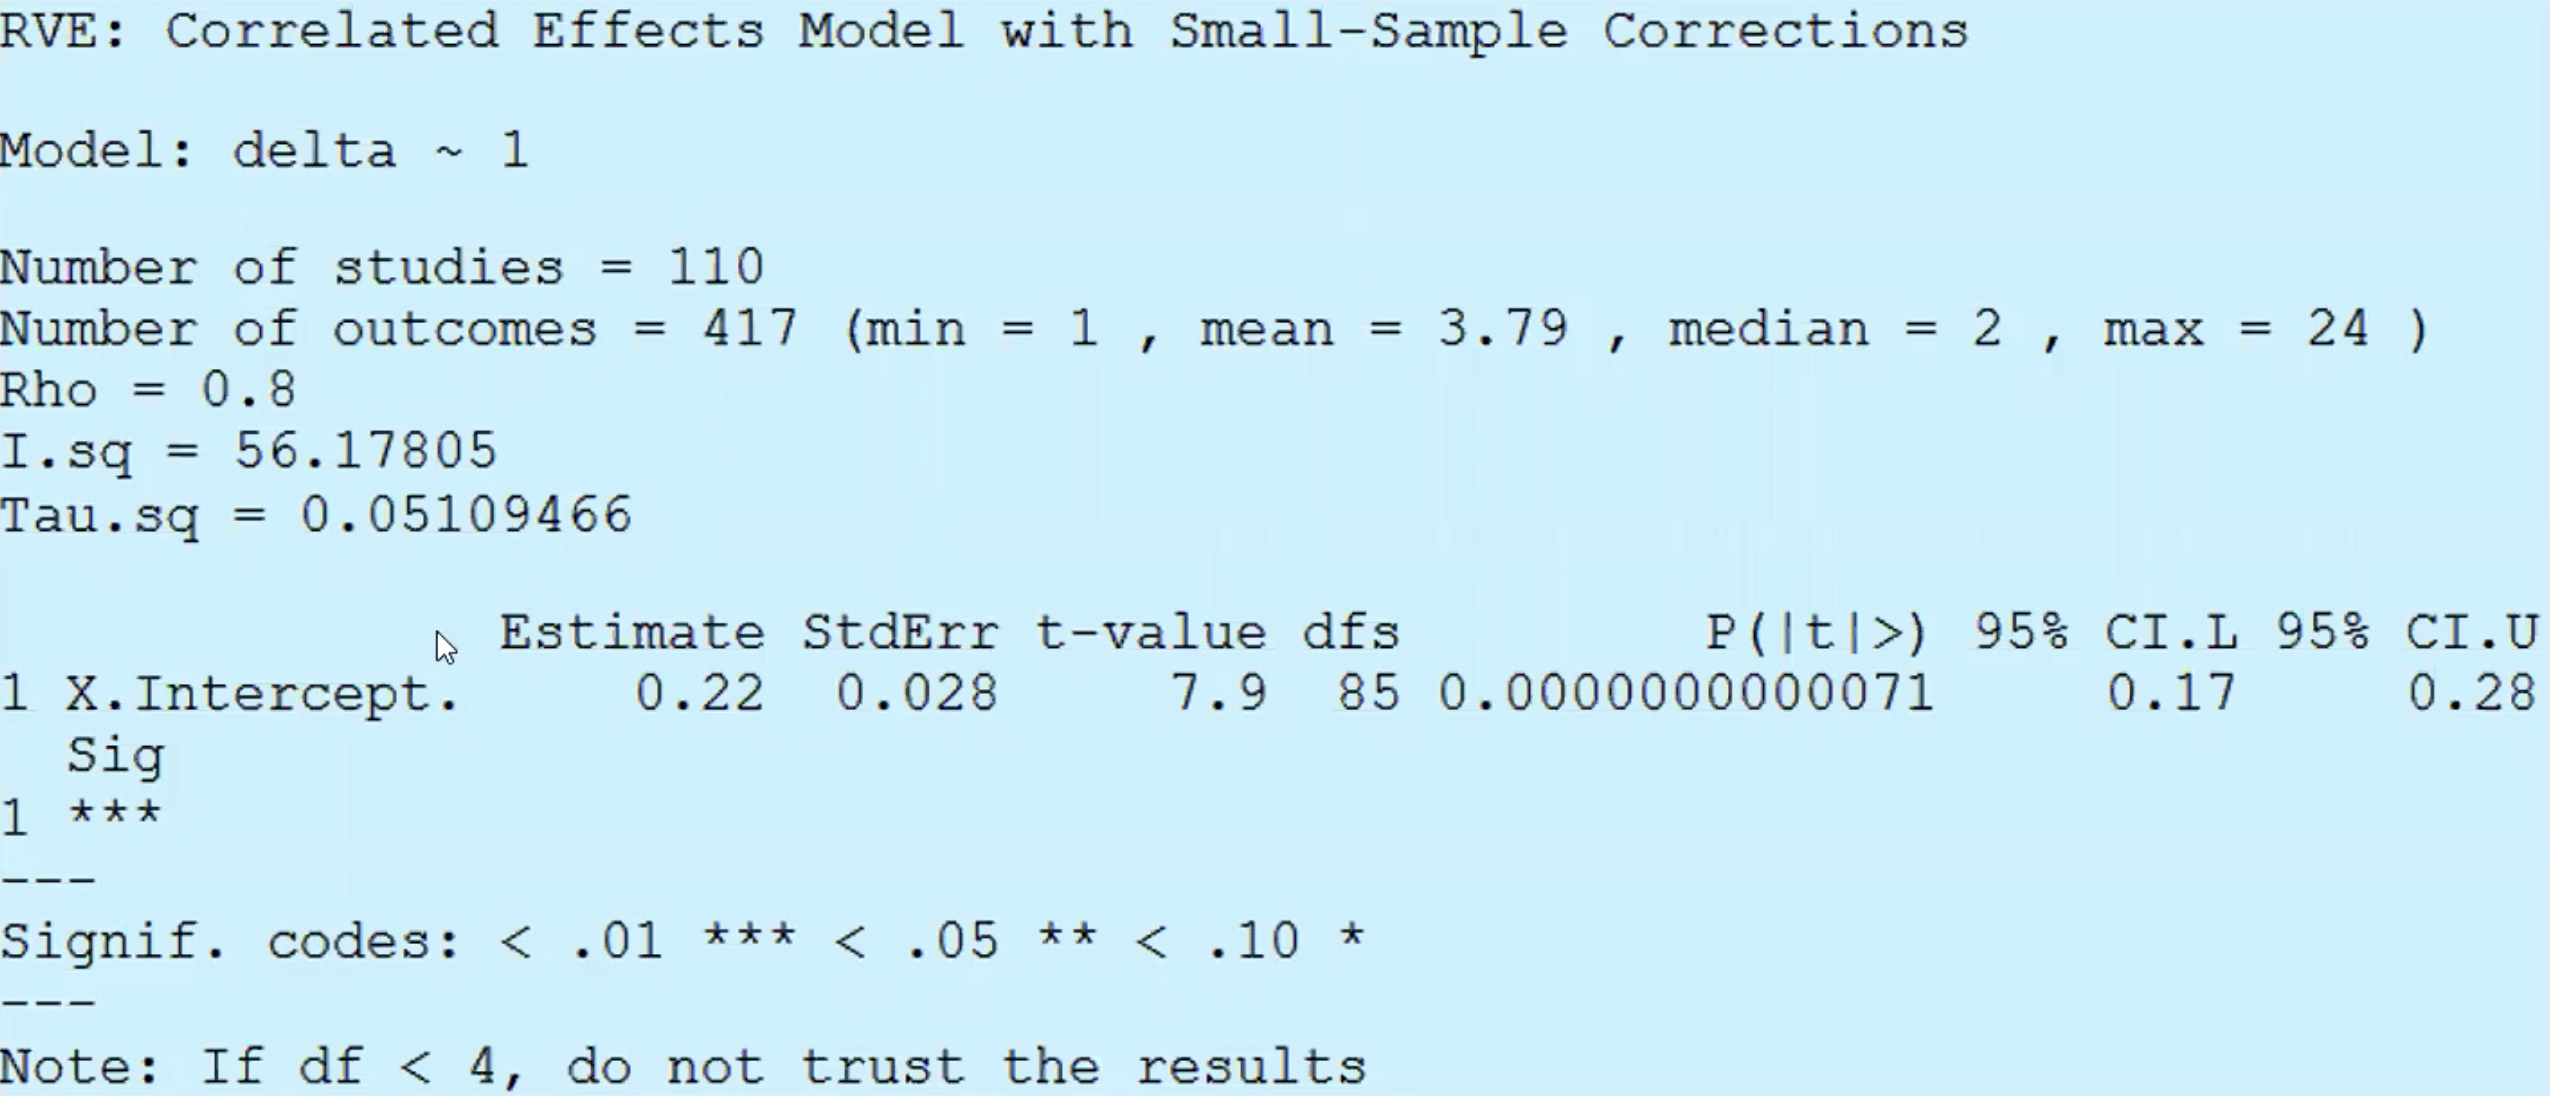 RVE: Correlated Effects Model with Small-Sample Corrections
Model: delta ~ 1
Number of studies = 110
Number of outcomes = 417 (min = 1 , mean = 3.79 , median = 2 , max = 24 )
Rho = 0.8
I.sq = 56.17805
Tau.sq = 0.05109466
Estimate StdErr t-value dfs P(|t|>) 95% CI.L 95% CI.U
1 X.Intercept. 0.22 0.028 7.9 85 0.0000000000071 0.17 0.28
Sig
1 ***
---
Signif. codes: < .01 *** < .05 ** < .10 *
---
Note: If df < 4, do not trust the results